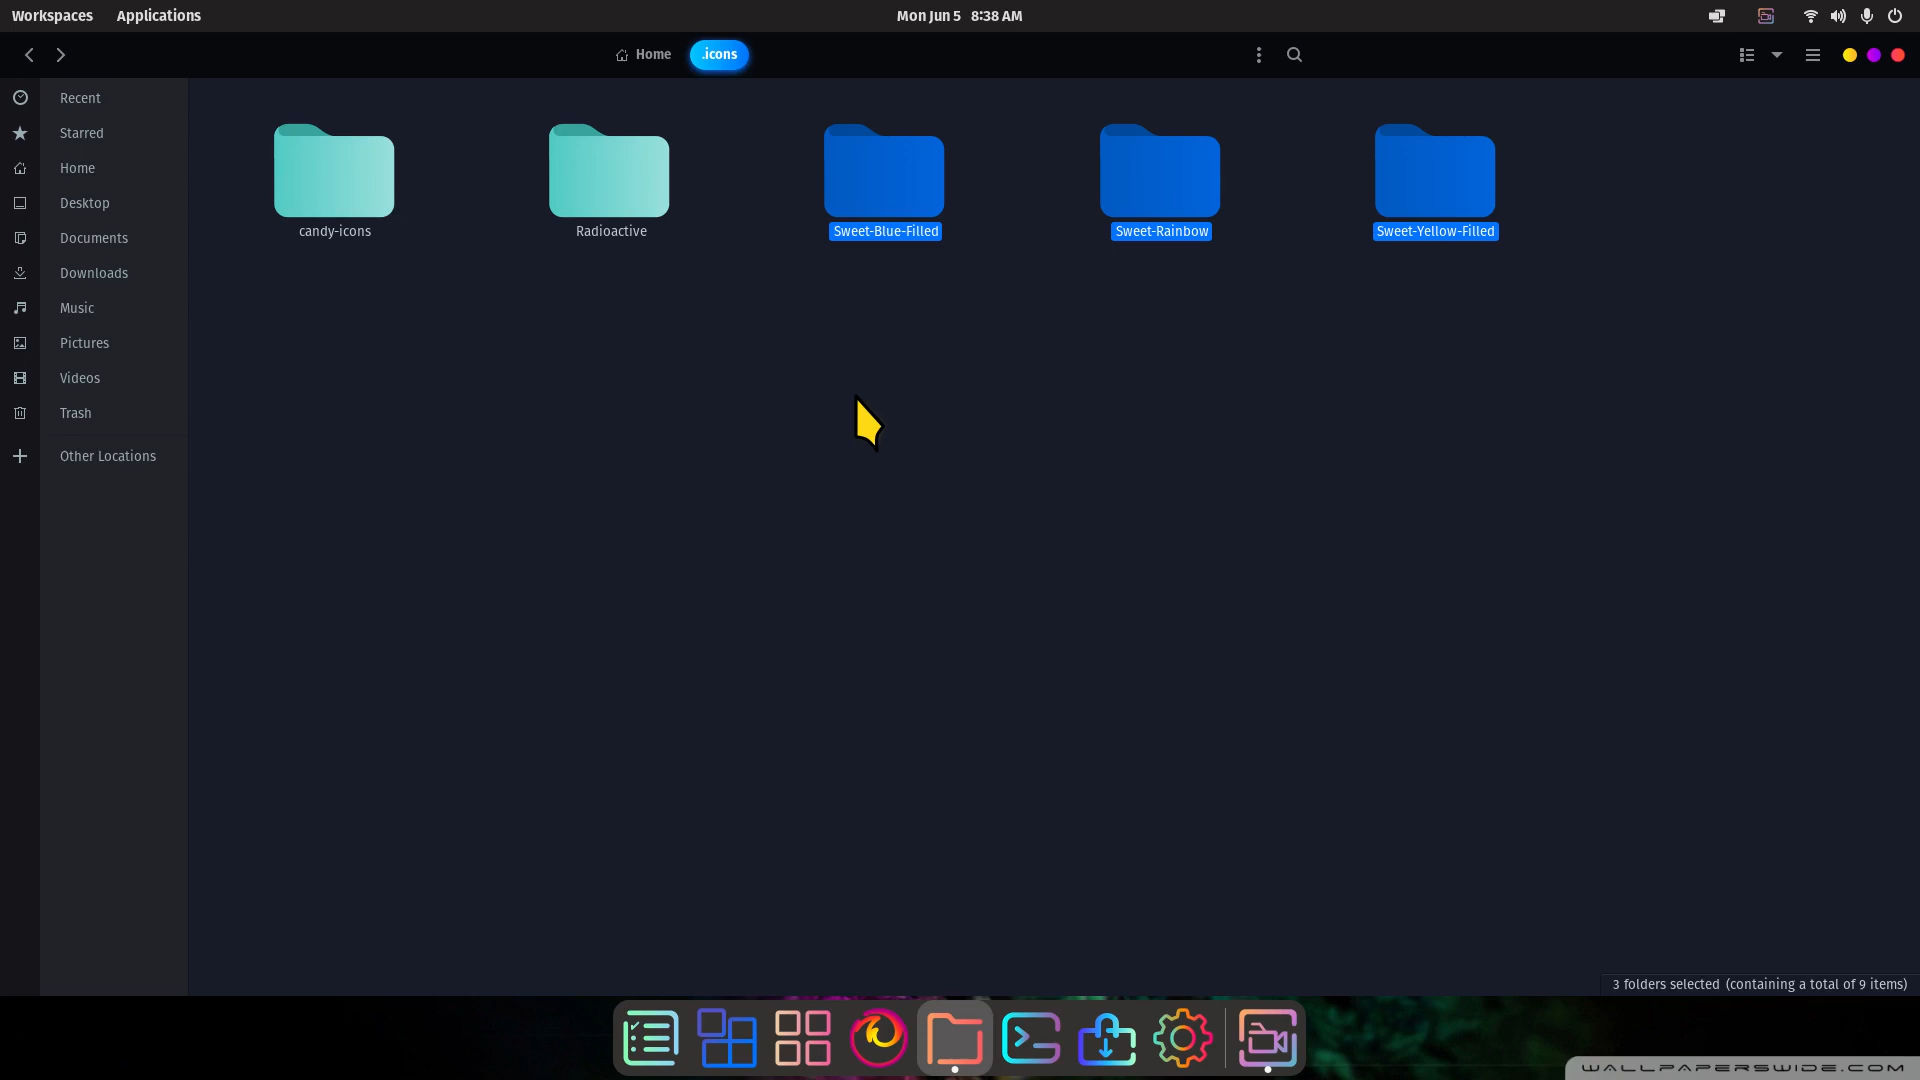 Workspaces Applications Mon Jun 5 8:38 AM
Home .icons
Recent
Starred
Home
Desktop
Documents
Downloads
Music
Pictures
Videos
Trash
Other Locations
candy-icons Radioactive Sweet-Blue-Filled Sweet-Rainbow Sweet-Yellow-Filled
3 folders selected (containing a total of 9 items)
WALLPAPERSWIDE.COM